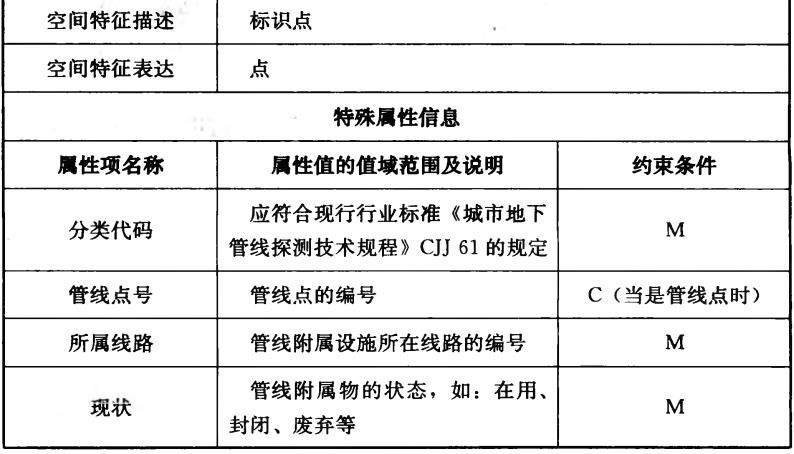 空间特征描述 标识点
空间特征表达 点
特殊属性信息
属性项名称 属性值的值域范围及说明 约束条件
分类代码 应符合现行行业标准《城市地下
管线探测技术规程》CJJ 61 的规定 M
管线点号 管线点的编号 C（当是管线点时）
所属线路 管线附属设施所在线路的编号 M
现状 管线附属物的状态，如：在用、
封闭、废弃等 M